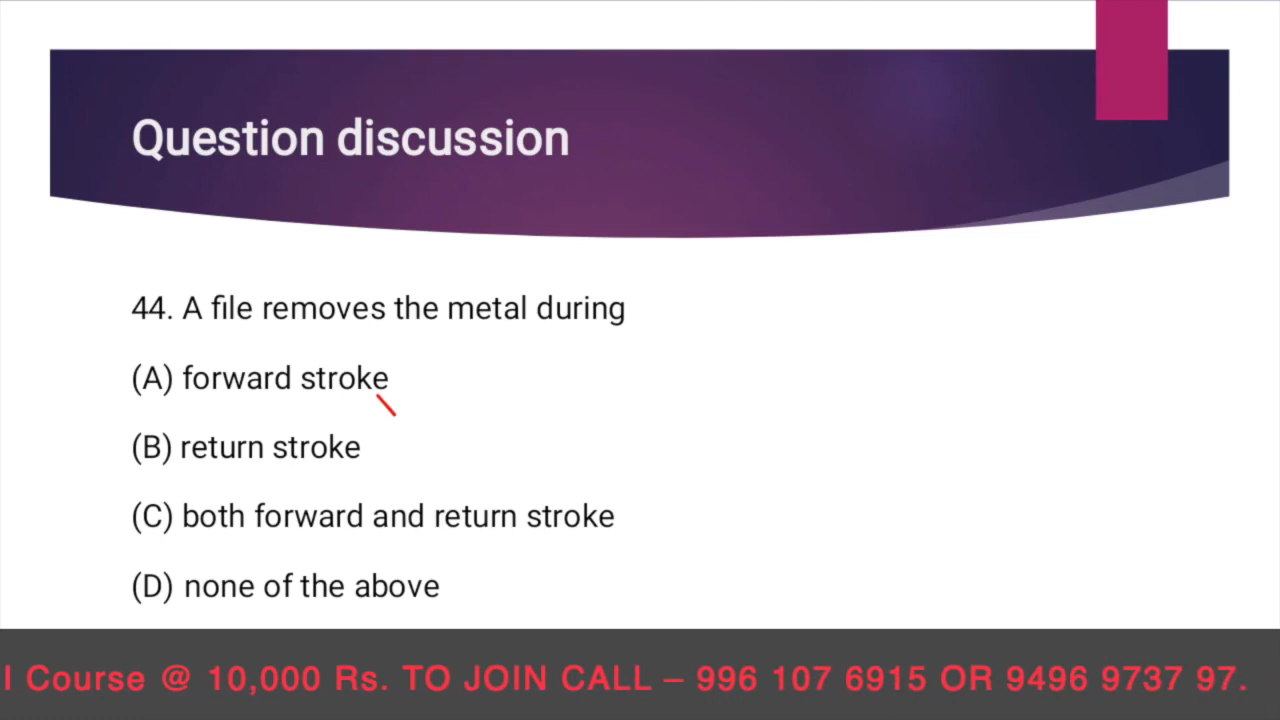 Question discussion
44. A file removes the metal during
(A) forward stroke
(B) return stroke
(C) both forward and return stroke
(D) none of the above
Course @ 10,000 Rs. TO JOIN CALL – 996 107 6915 OR 9496 9737 97.